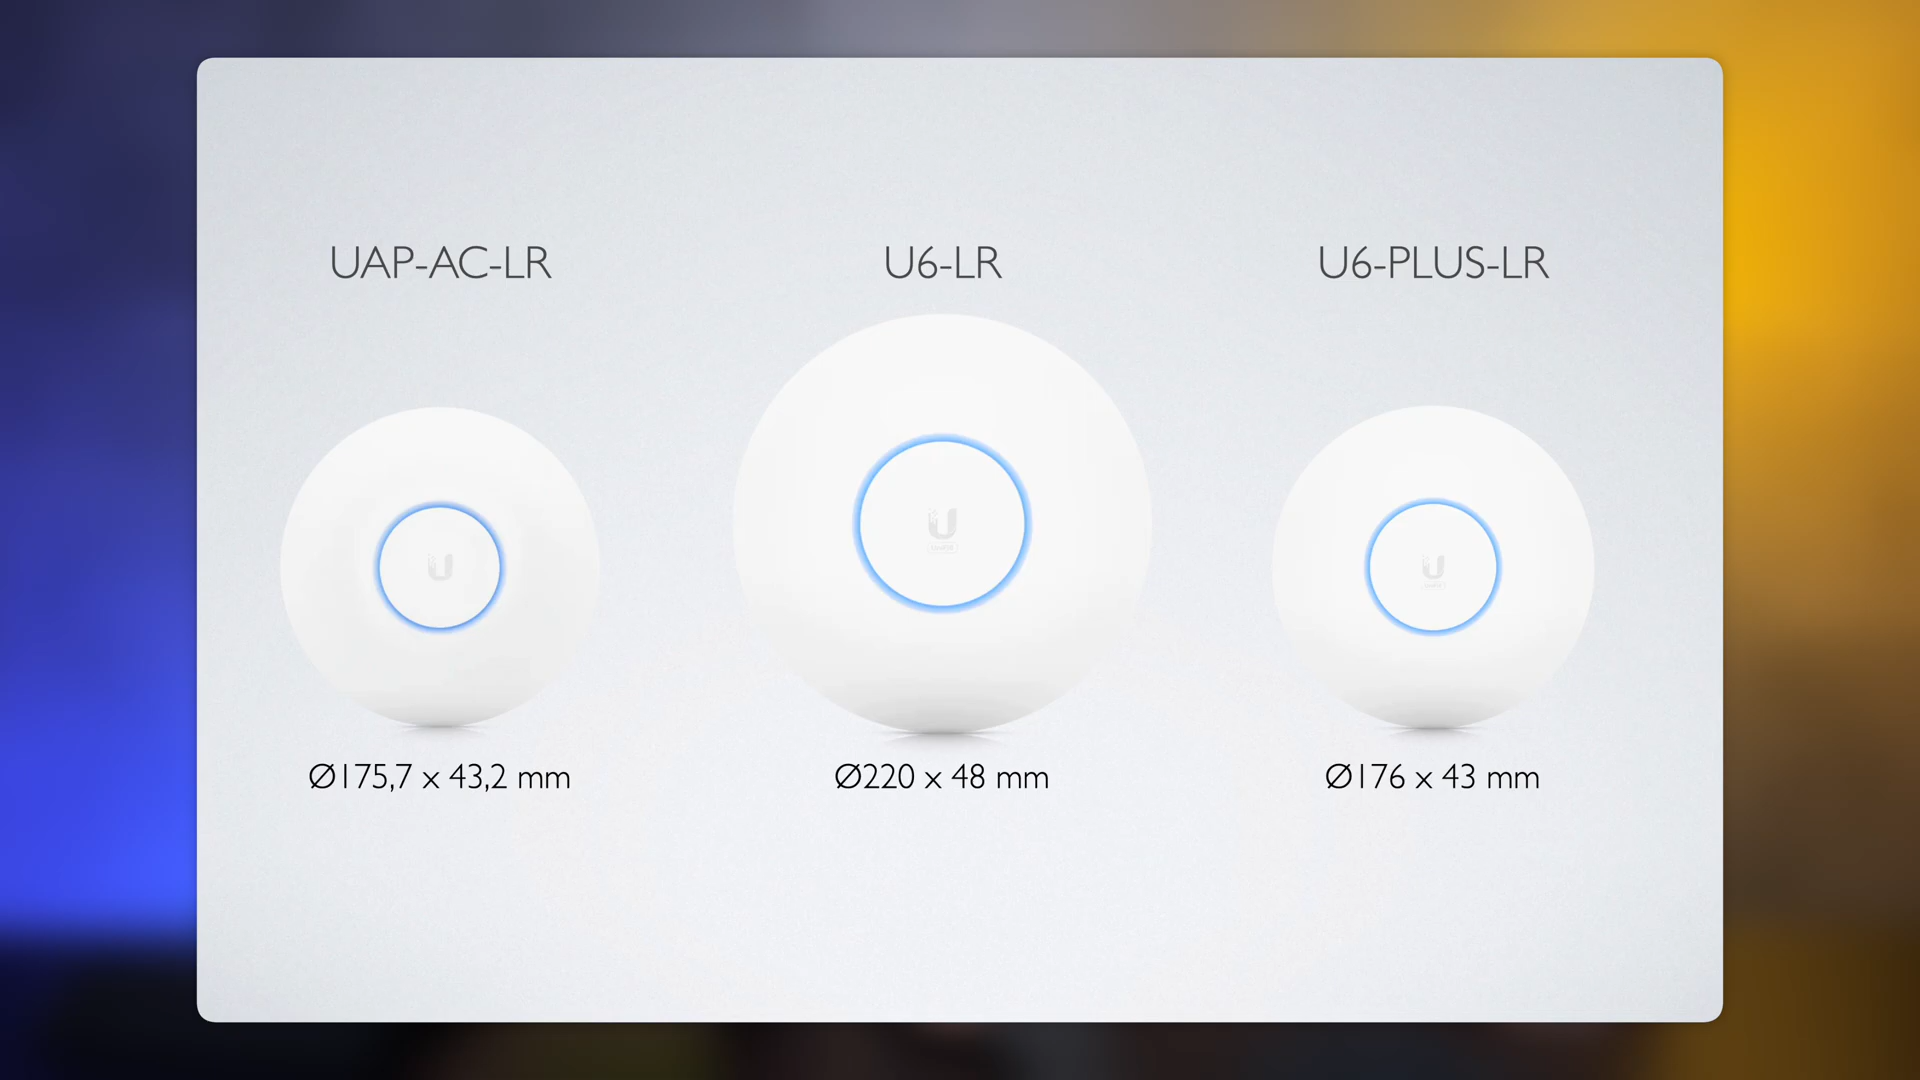 UAP-AC-LR
U6-LR
U6-PLUS-LR
U
U
U
Ø175,7 x 43,2 mm
Ø220 x 48 mm
Ø176 x 43 mm